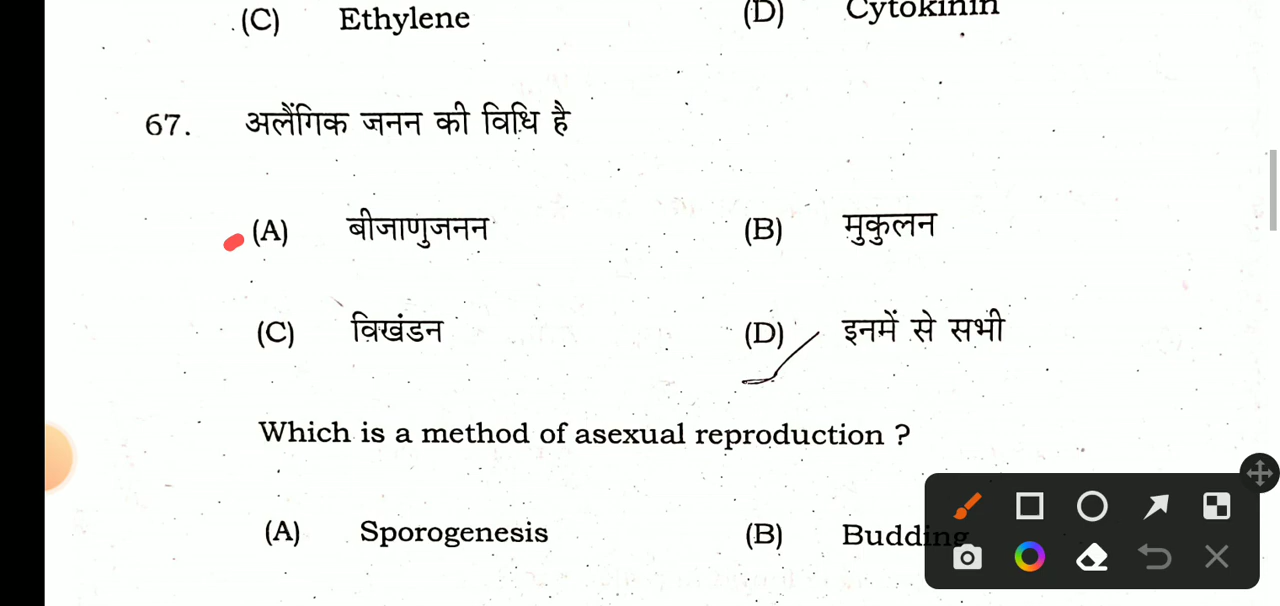 (C) Ethylene (D) Cytokinin
67. अलैंगिक जनन की विधि है
(A) बीजाणुजनन (B) मुकुलन
(C) विखंडन (D) इनमें से सभी
Which is a method of asexual reproduction ?
(A) Sporogenesis (B) Budding